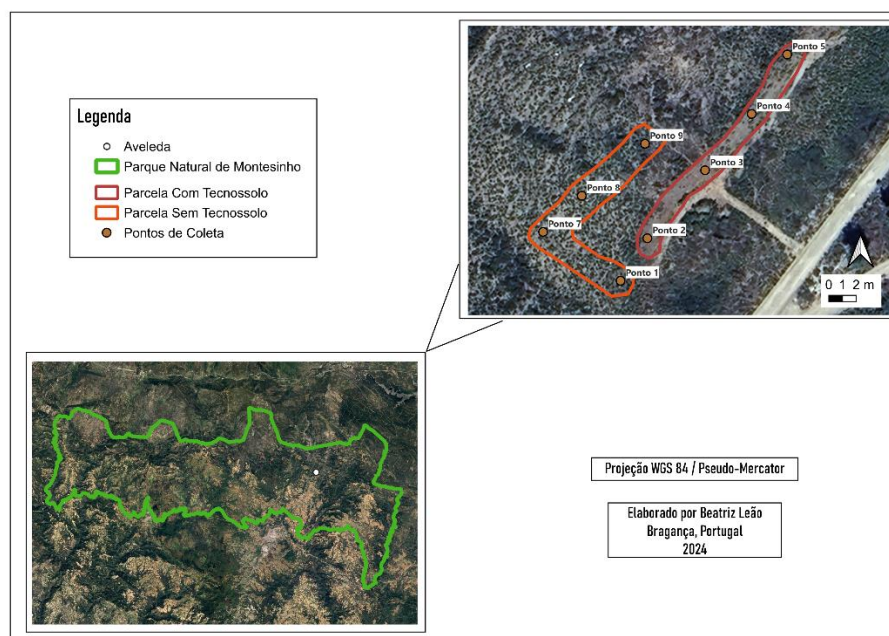 Legenda
Aveleda
Parque Natural de Montesinho
Parcela Com Tecnossolo
Parcela Sem Tecnossolo
Pontos de Coleta
Ponto 5
Ponto 4
Ponto 9
Ponto 3
Ponto 8
Ponto 7
Ponto 2
Ponto 1
0 1 2 m
Projeção WGS 84 / Pseudo-Mercator
Elaborado por Beatriz Leão
Bragança, Portugal
2024